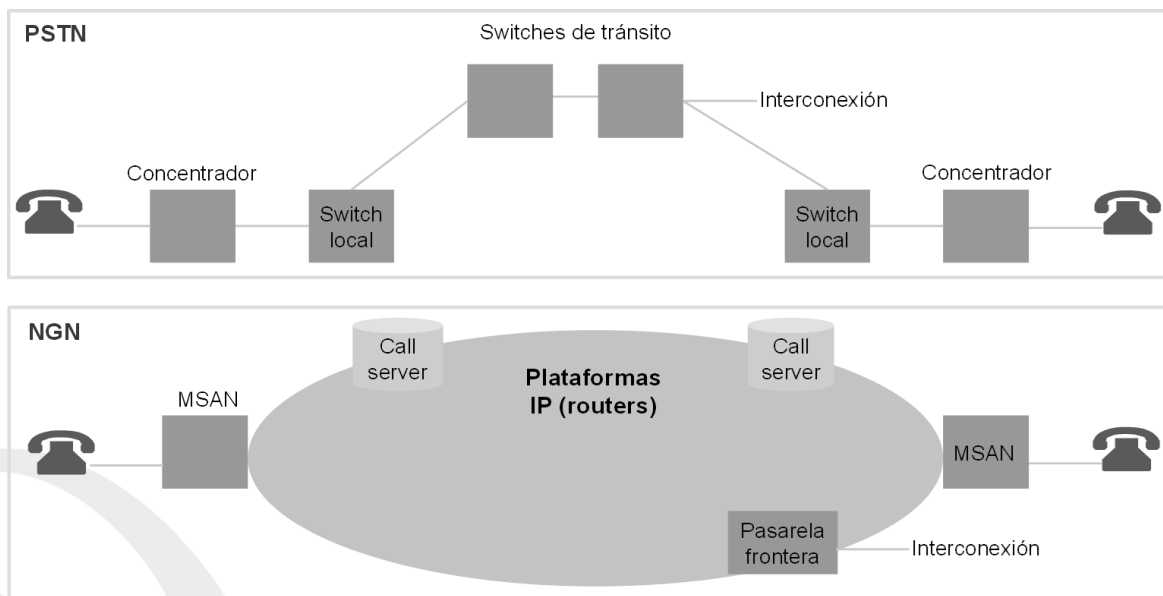 PSTN
Switches de tránsito
Interconexión
Concentrador
Concentrador
Switch
local
Switch
local
NGN
Call
server
Call
server
Plataformas
IP (routers)
MSAN
MSAN
Pasarela
frontera
Interconexión